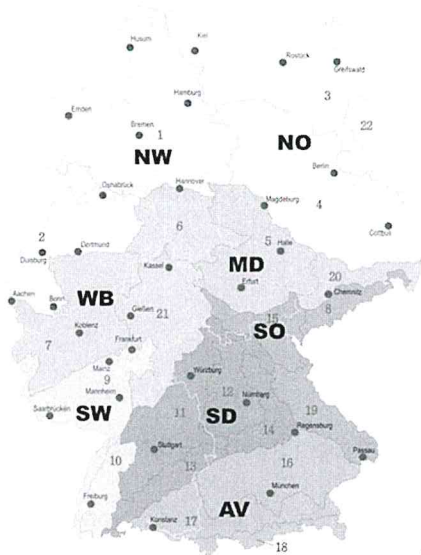 Husum
Kiel
Rostock
Greifswald
3
Hamburg
Emden
22
Bremen
1
NW
NO
Berlin
Osnabrück
Hannover
Magdeburg
4
6
Cottbus
2
Dortmund
5
Halle
Duisburg
Kassel
MD
20
Aachen
Bonn
WB
Erfurt
Chemnitz
21
Gießen
8
15
Koblenz
SO
7
Frankfurt
Mainz
9
Würzburg
12
Mannheim
Nürnberg
SW
11
SD
19
Saarbrücken
14
Regensburg
Stuttgart
10
13
16
Passau
München
Freiburg
AV
Konstanz
17
18